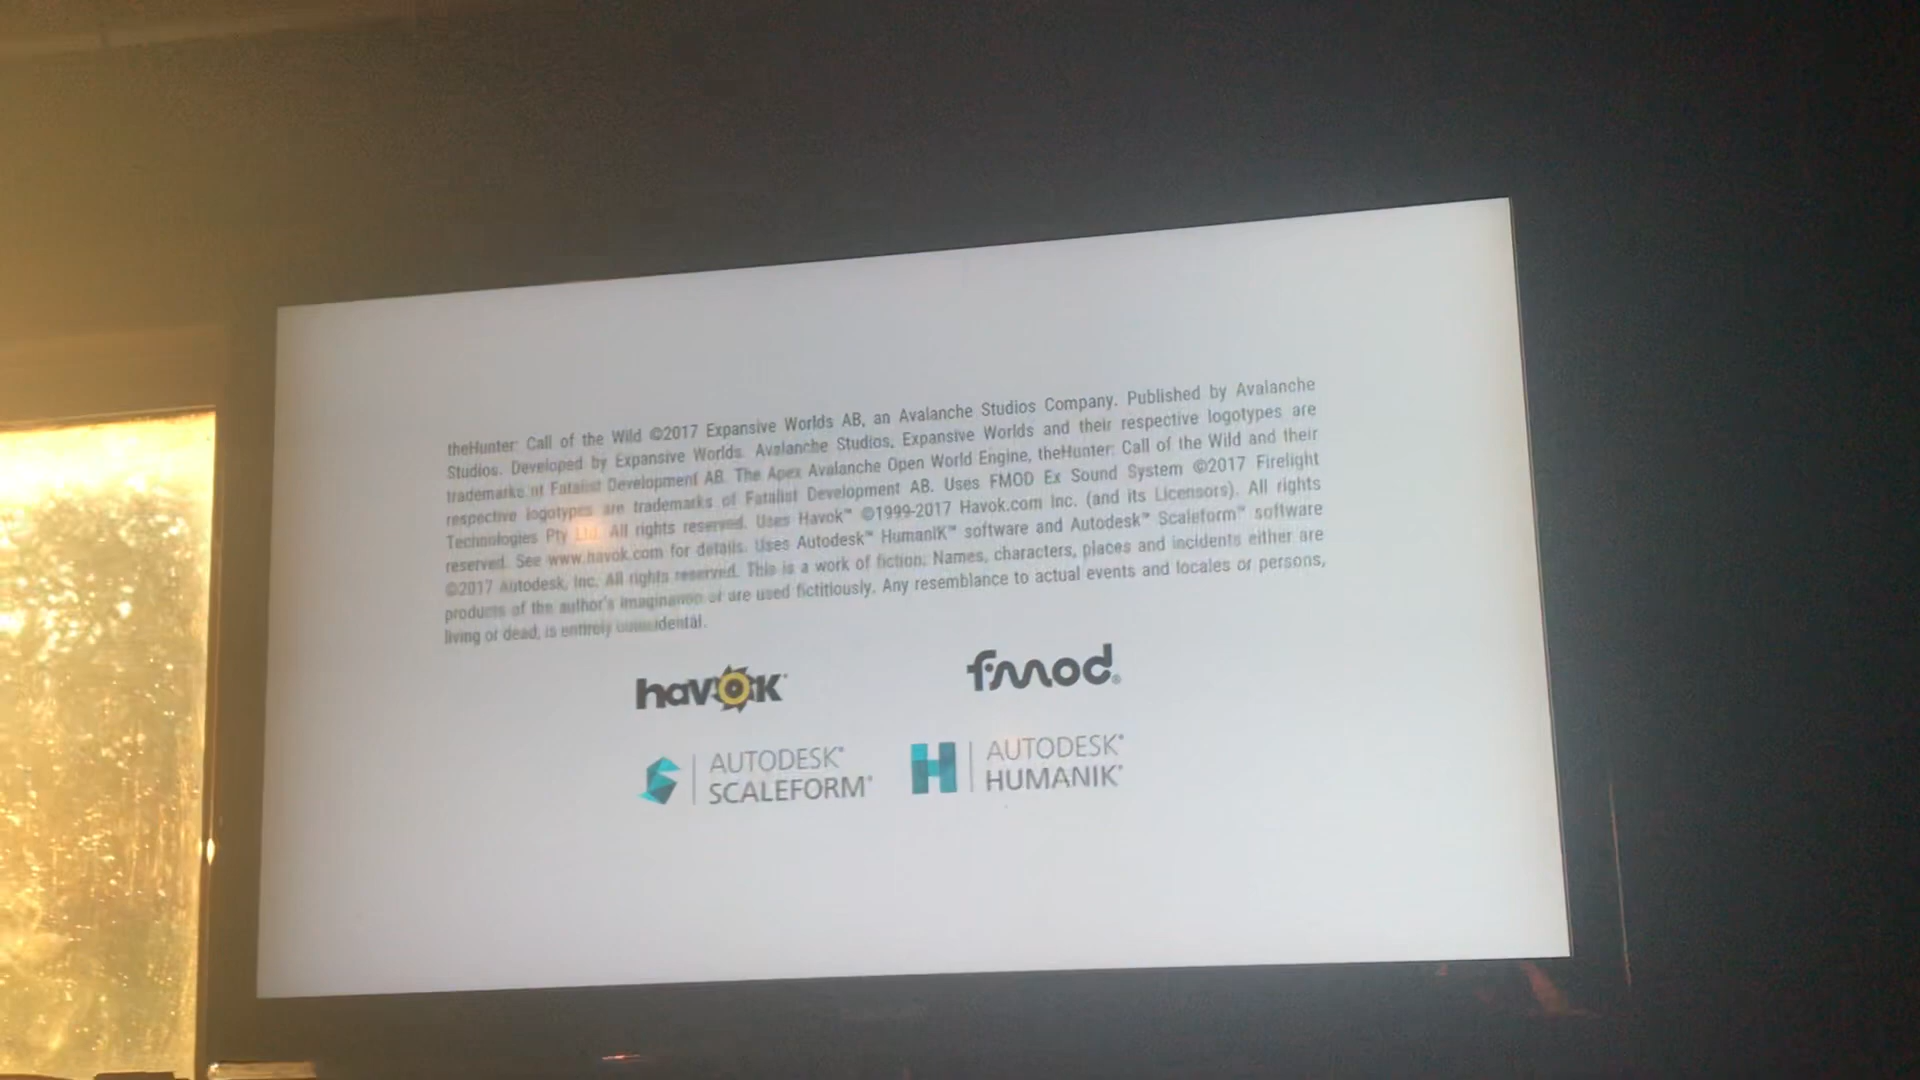 theHunter: Call of the Wild ©2017 Expansive Worlds AB, an Avalanche Studios Company. Published by Avalanche
Studios. Developed by Expansive Worlds. Avalanche Studios, Expansive Worlds and their respective logotypes are
trademarks of Fatalist Development AB. The Apex Avalanche Open World Engine, theHunter: Call of the Wild and their
respective logotypes are trademarks of Fatalist Development AB. Uses FMOD Ex Sound System ©2017 Firelight
Technologies Pty Ltd. All rights reserved. Uses Havok™ ©1999-2017 Havok.com Inc. (and its Licensors). All rights
reserved. See www.havok.com for details. Uses Autodesk™ HumanIK™ software and Autodesk™ Scaleform™ software
©2017 Autodesk, Inc. All rights reserved. This is a work of fiction. Names, characters, places and incidents either are
products of the author's imagination or are used fictitiously. Any resemblance to actual events and locales or persons,
living or dead, is entirely coincidental.
havok
fmod®
AUTODESK®
SCALEFORM®
AUTODESK®
HUMANIK®